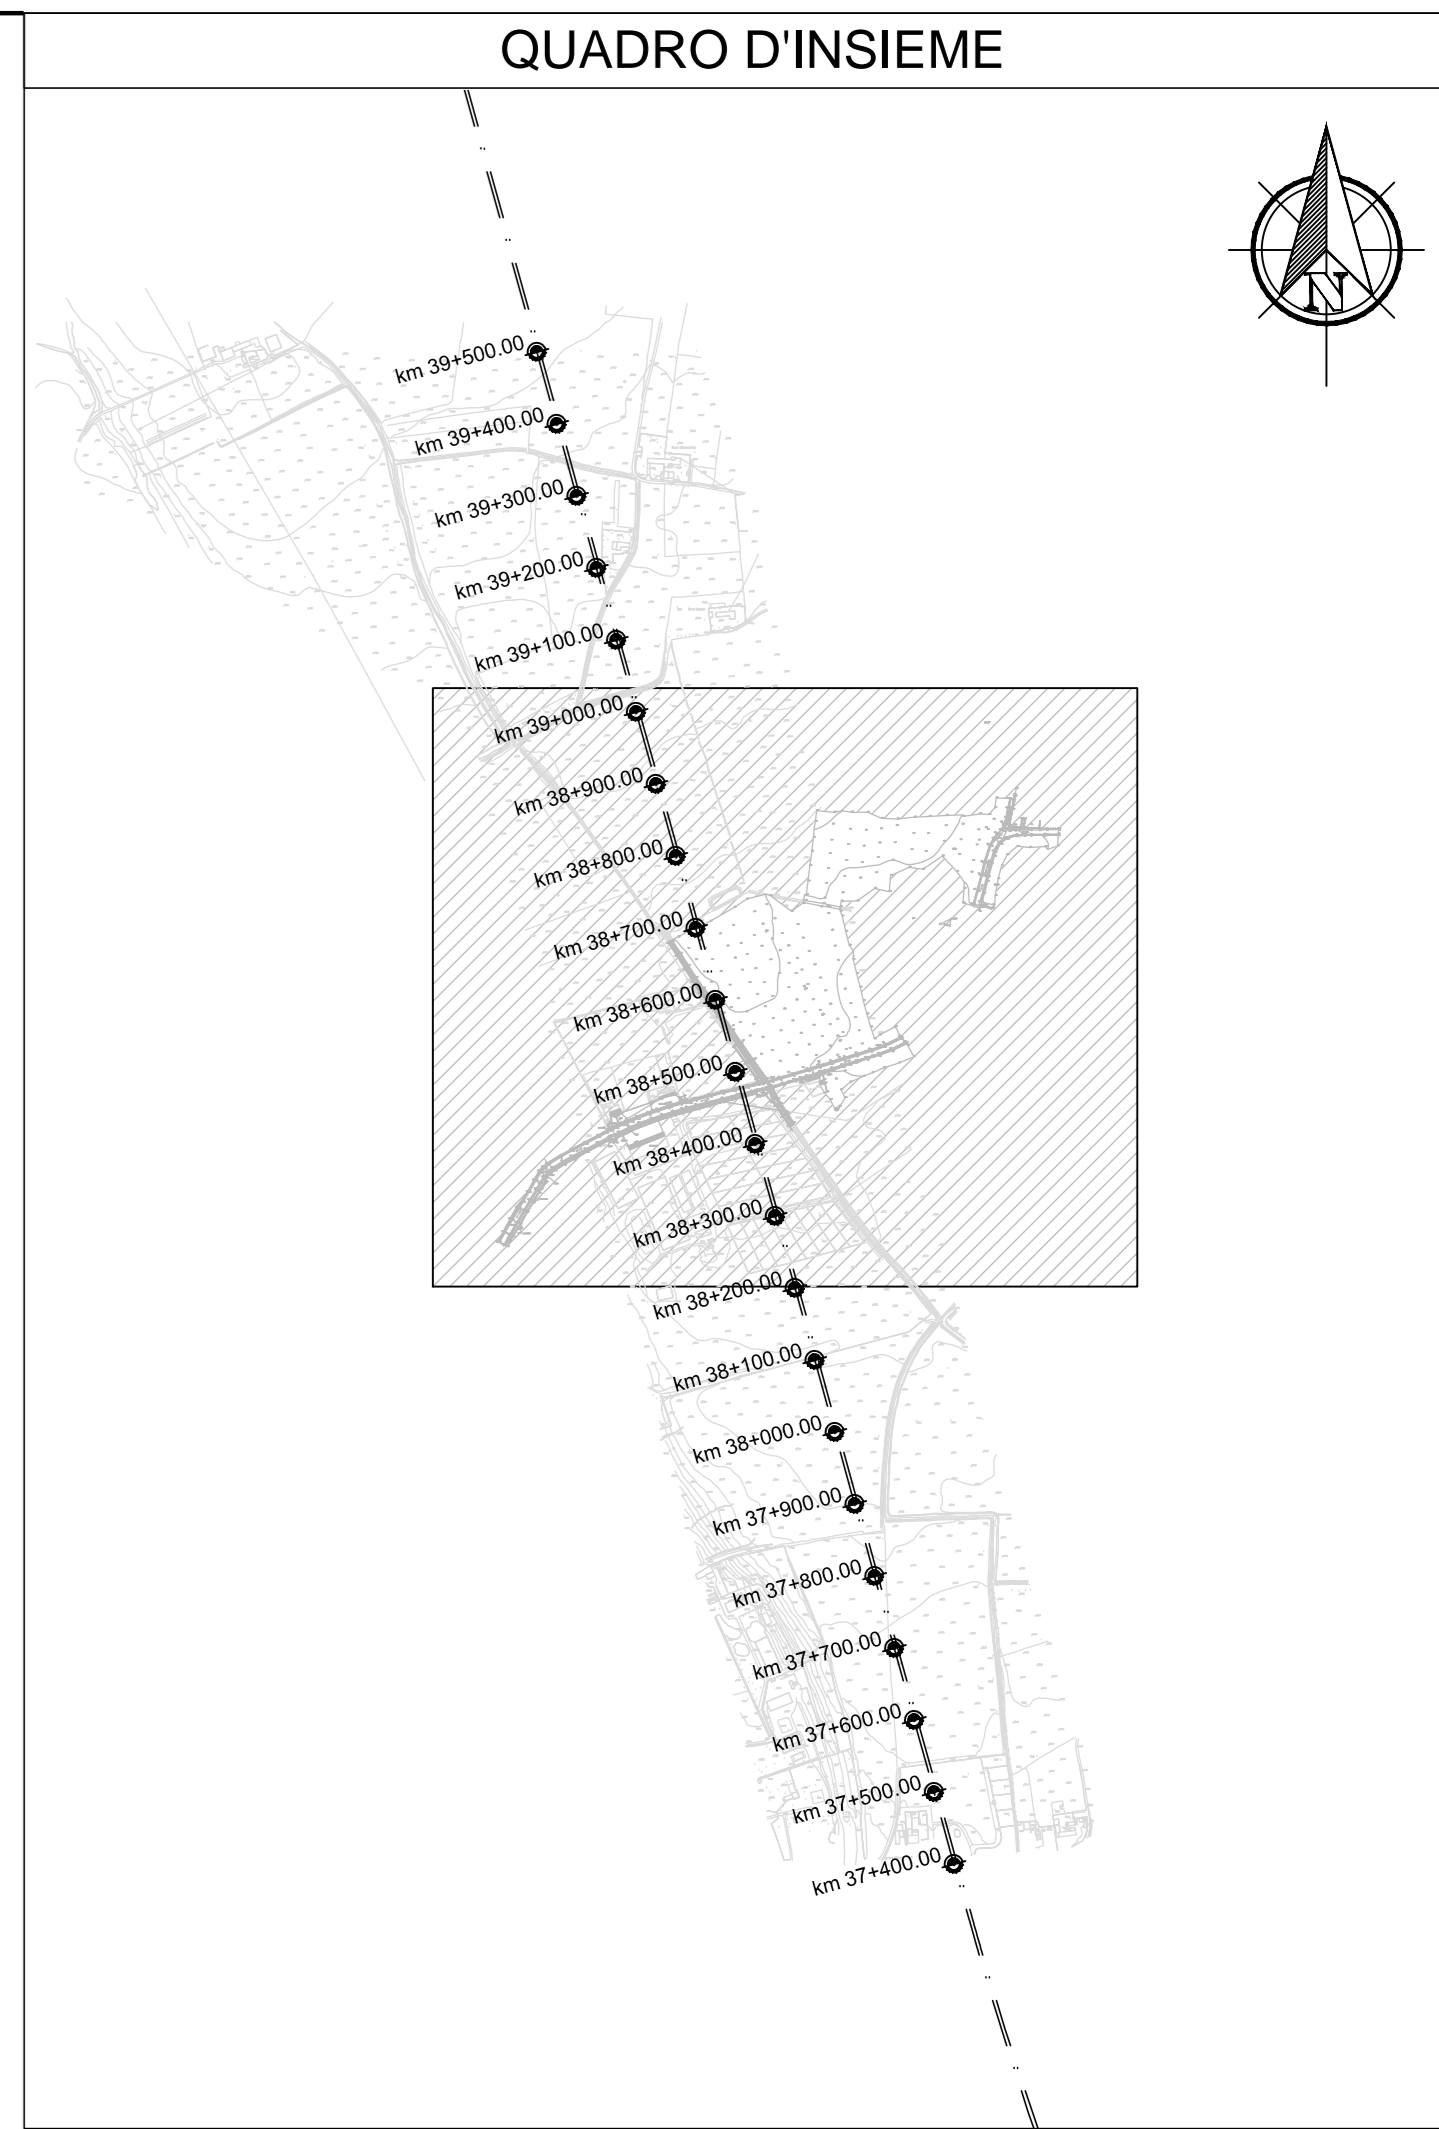 QUADRO D'INSIEME
N
km 39+500.00
km 39+400.00
km 39+300.00
km 39+200.00
km 39+100.00
km 39+000.00
km 38+900.00
km 38+800.00
km 38+700.00
km 38+600.00
km 38+500.00
km 38+400.00
km 38+300.00
km 38+200.00
km 38+100.00
km 38+000.00
km 37+900.00
km 37+800.00
km 37+700.00
km 37+600.00
km 37+500.00
km 37+400.00